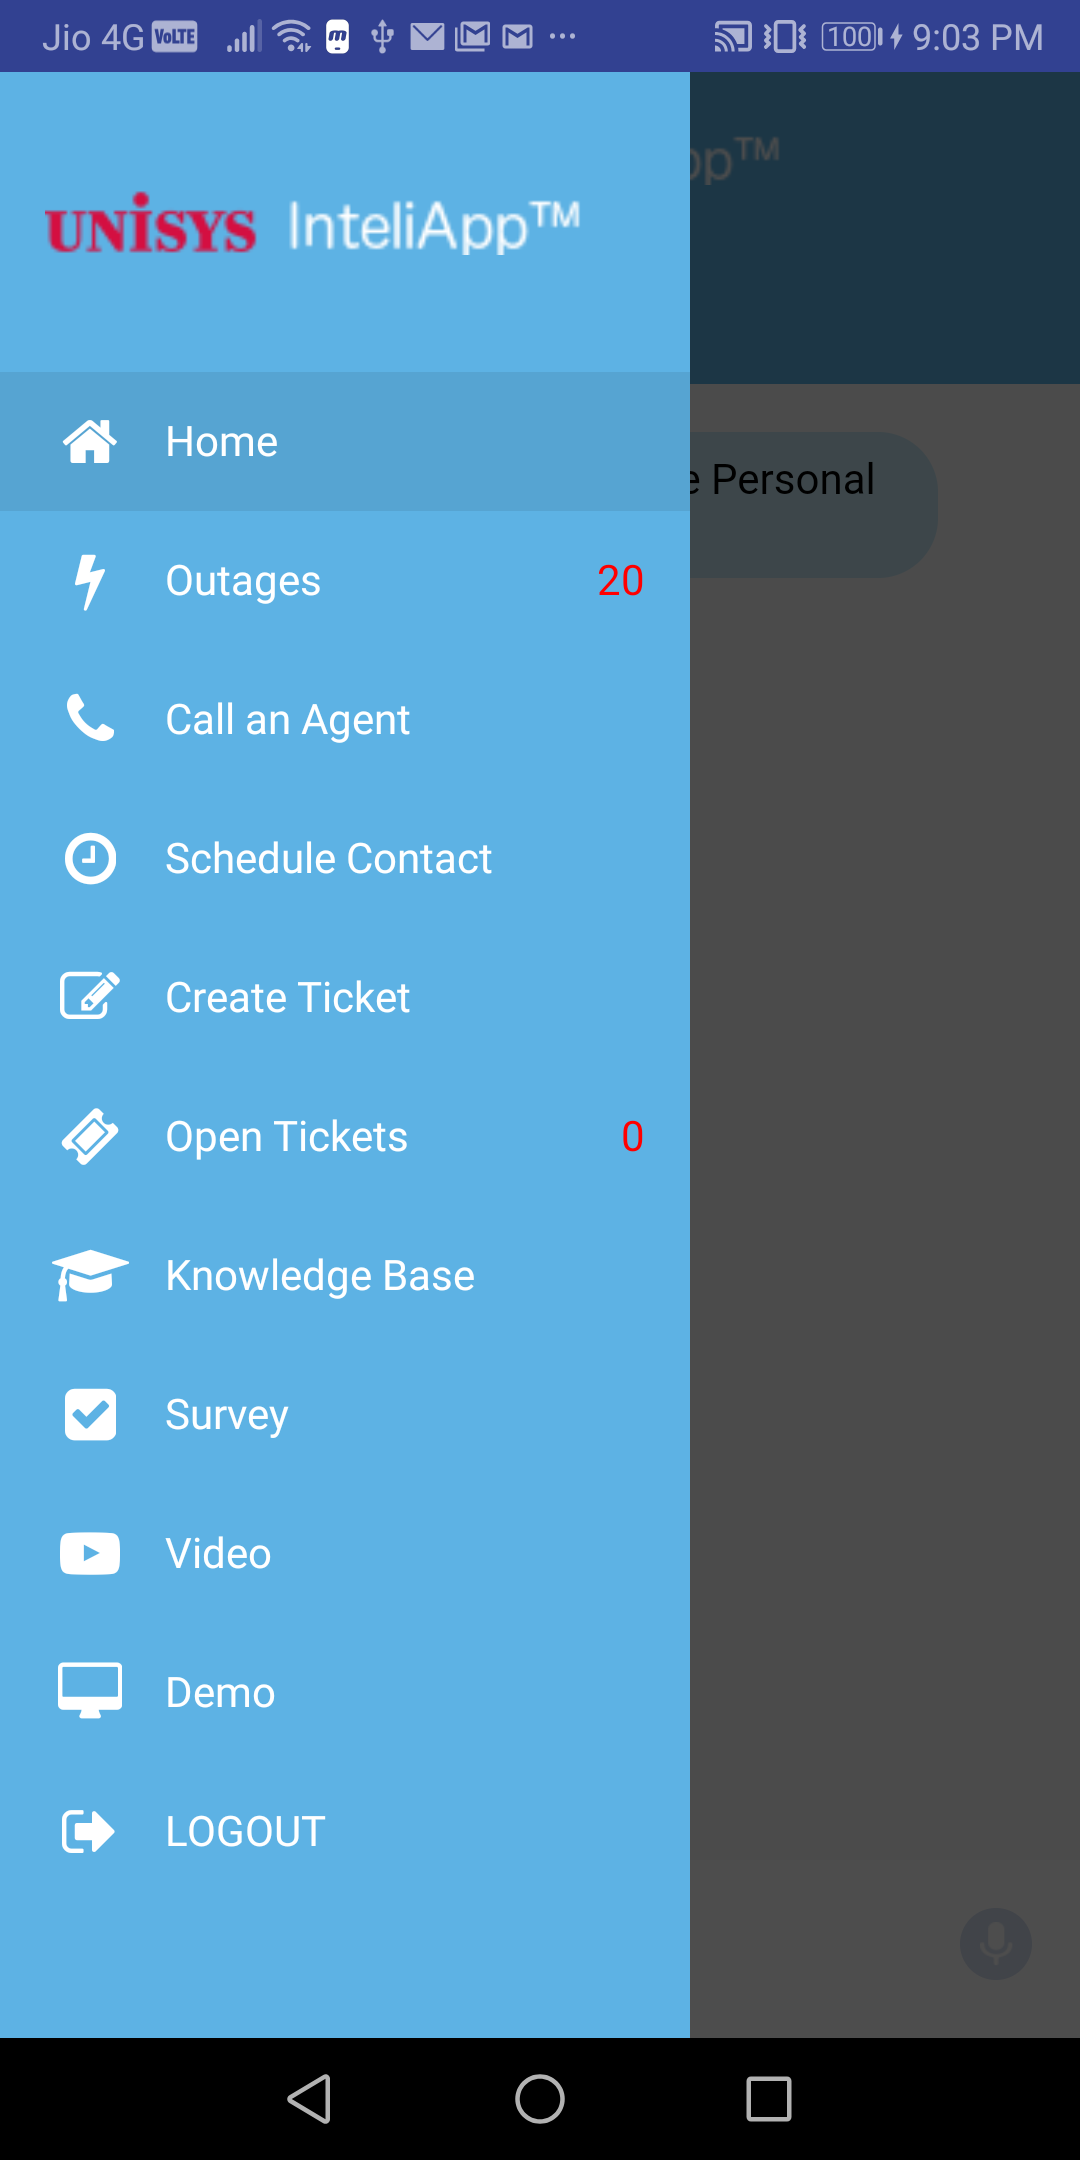 Jio 4G VoLTE 100 9:03 PM
UNISYS InteliApp™
Home
Personal
Outages 20
Call an Agent
Schedule Contact
Create Ticket
Open Tickets 0
Knowledge Base
Survey
Video
Demo
LOGOUT